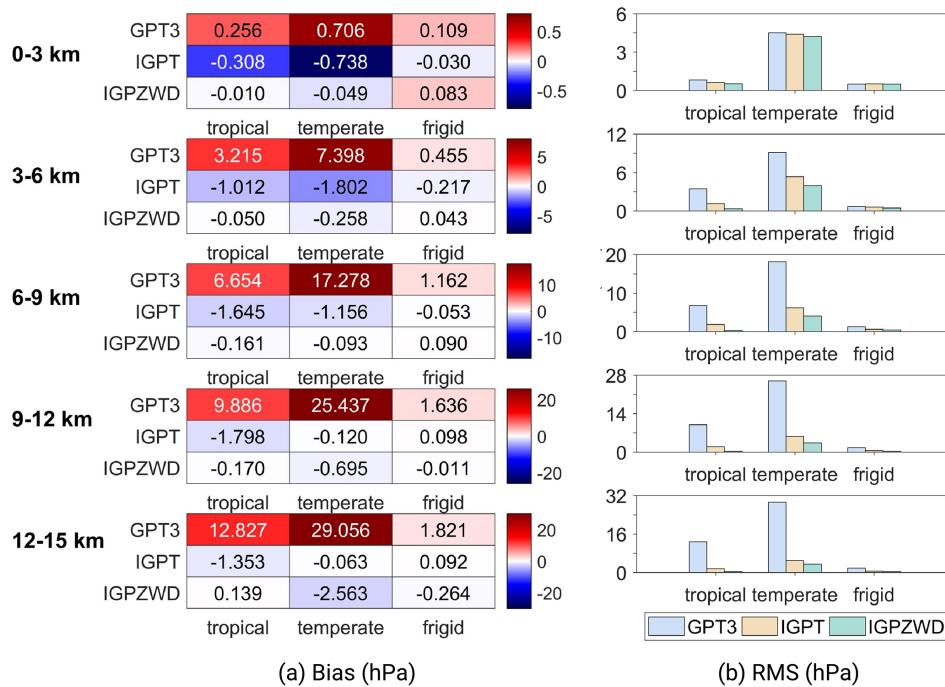 0-3 km
GPT3 0.256 0.706 0.109
IGPT -0.308 -0.738 -0.030
IGPZWD -0.010 -0.049 0.083
tropical temperate frigid
0.5
0
-0.5
6
3
0
tropical temperate frigid
3-6 km
GPT3 3.215 7.398 0.455
IGPT -1.012 -1.802 -0.217
IGPZWD -0.050 -0.258 0.043
tropical temperate frigid
5
0
-5
12
6
0
tropical temperate frigid
6-9 km
GPT3 6.654 17.278 1.162
IGPT -1.645 -1.156 -0.053
IGPZWD -0.161 -0.093 0.090
tropical temperate frigid
10
0
-10
20
10
0
tropical temperate frigid
9-12 km
GPT3 9.886 25.437 1.636
IGPT -1.798 -0.120 0.098
IGPZWD -0.170 -0.695 -0.011
tropical temperate frigid
20
0
-20
28
14
0
tropical temperate frigid
12-15 km
GPT3 12.827 29.056 1.821
IGPT -1.353 -0.063 0.092
IGPZWD 0.139 -2.563 -0.264
tropical temperate frigid
20
0
-20
32
16
0
tropical temperate frigid
GPT3 IGPT IGPZWD
(a) Bias (hPa)
(b) RMS (hPa)